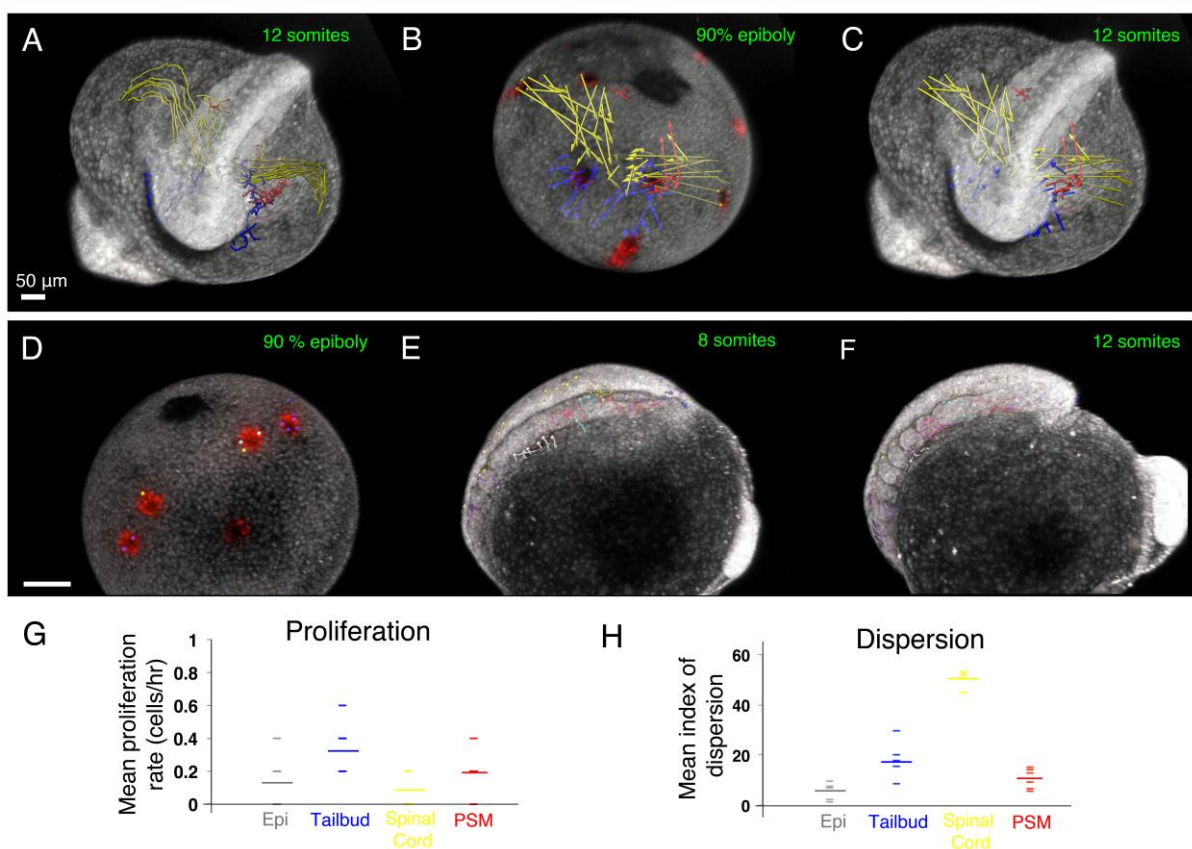 A
12 somites
B
90% epiboly
C
12 somites
50 µm
D
90 % epiboly
E
8 somites
F
12 somites
G
Proliferation
Mean proliferation
rate (cells/hr)
1
0.8
0.6
0.4
0.2
0
Epi
Tailbud
Spinal
Cord
PSM
H
Dispersion
Mean index of
dispersion
60
40
20
0
Epi
Tailbud
Spinal
Cord
PSM